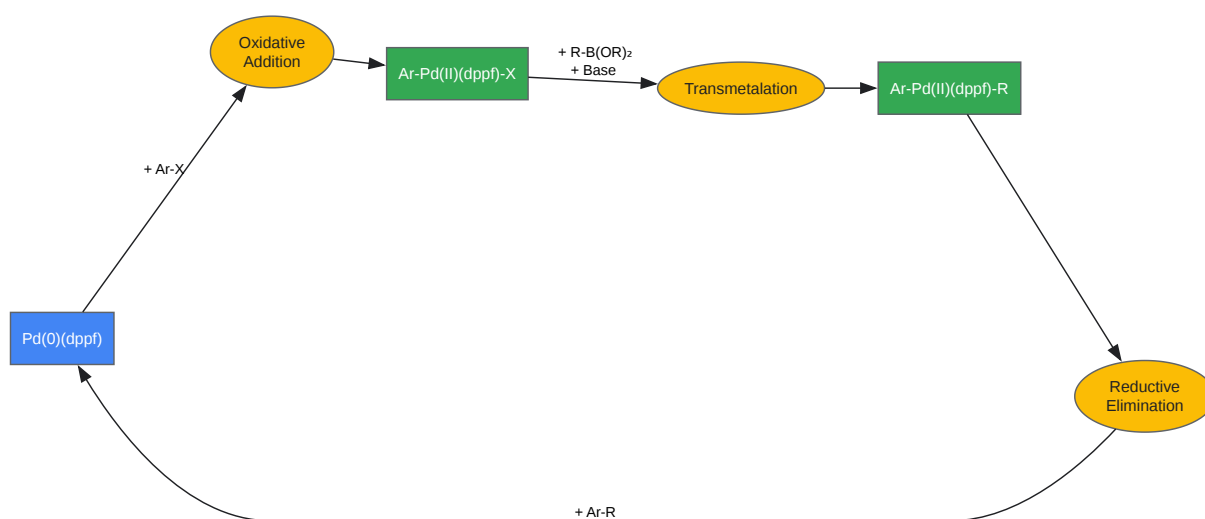 Oxidative
Addition
Ar-Pd(II)(dppf)-X
+ R-B(OR)₂
+ Base
Transmetalation
Ar-Pd(II)(dppf)-R
+ Ar-X
Pd(0)(dppf)
Reductive
Elimination
+ Ar-R